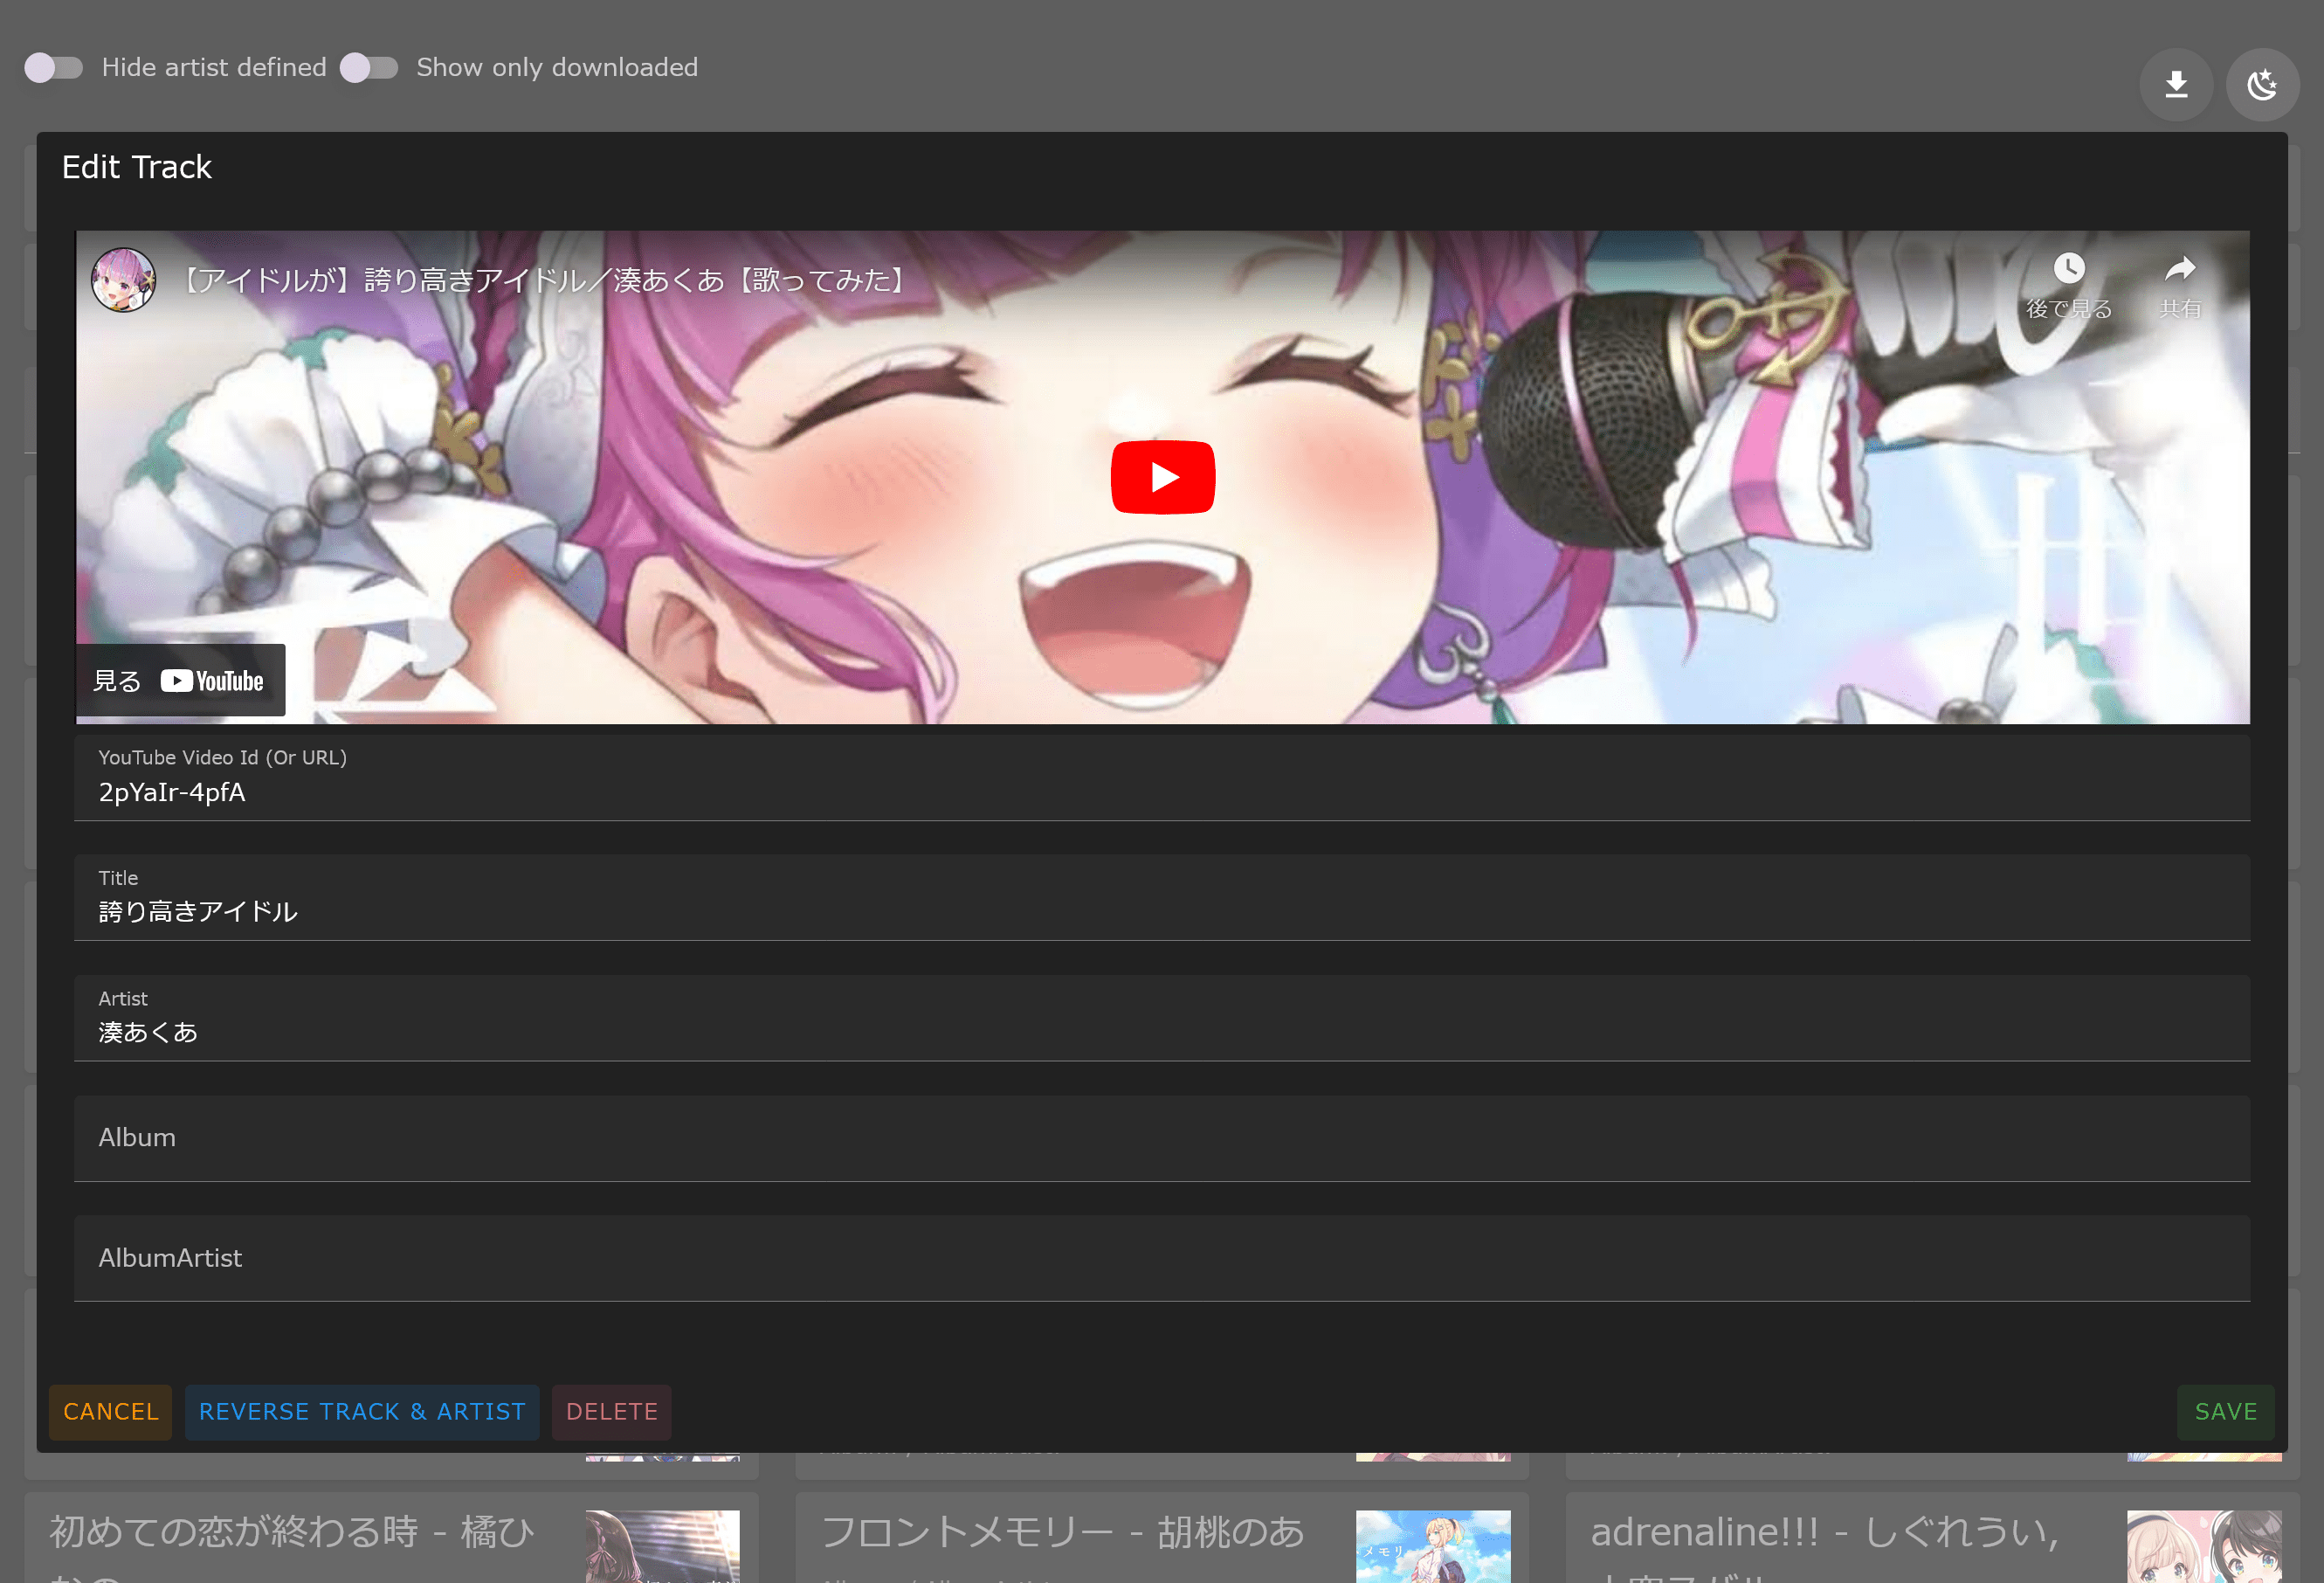 Hide artist defined
Show only downloaded
Edit Track
【アイドルが】誇り高きアイドル／湊あくあ【歌ってみた】
後で見る
共有
見る YouTube
YouTube Video Id (Or URL)
2pYaIr-4pfA
Title
誇り高きアイドル
Artist
湊あくあ
Album
AlbumArtist
CANCEL
REVERSE TRACK & ARTIST
DELETE
SAVE
初めての恋が終わる時 - 橘ひ
フロントメモリー - 胡桃のあ
メモリ
adrenaline!!! - しぐれうい,